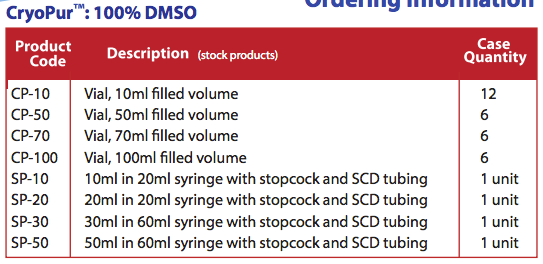 Ordering Information
CryoPur™: 100% DMSO
Product Code Description (stock products) Case Quantity
CP-10 Vial, 10ml filled volume 12
CP-50 Vial, 50ml filled volume 6
CP-70 Vial, 70ml filled volume 6
CP-100 Vial, 100ml filled volume 6
SP-10 10ml in 20ml syringe with stopcock and SCD tubing 1 unit
SP-20 20ml in 20ml syringe with stopcock and SCD tubing 1 unit
SP-30 30ml in 60ml syringe with stopcock and SCD tubing 1 unit
SP-50 50ml in 60ml syringe with stopcock and SCD tubing 1 unit